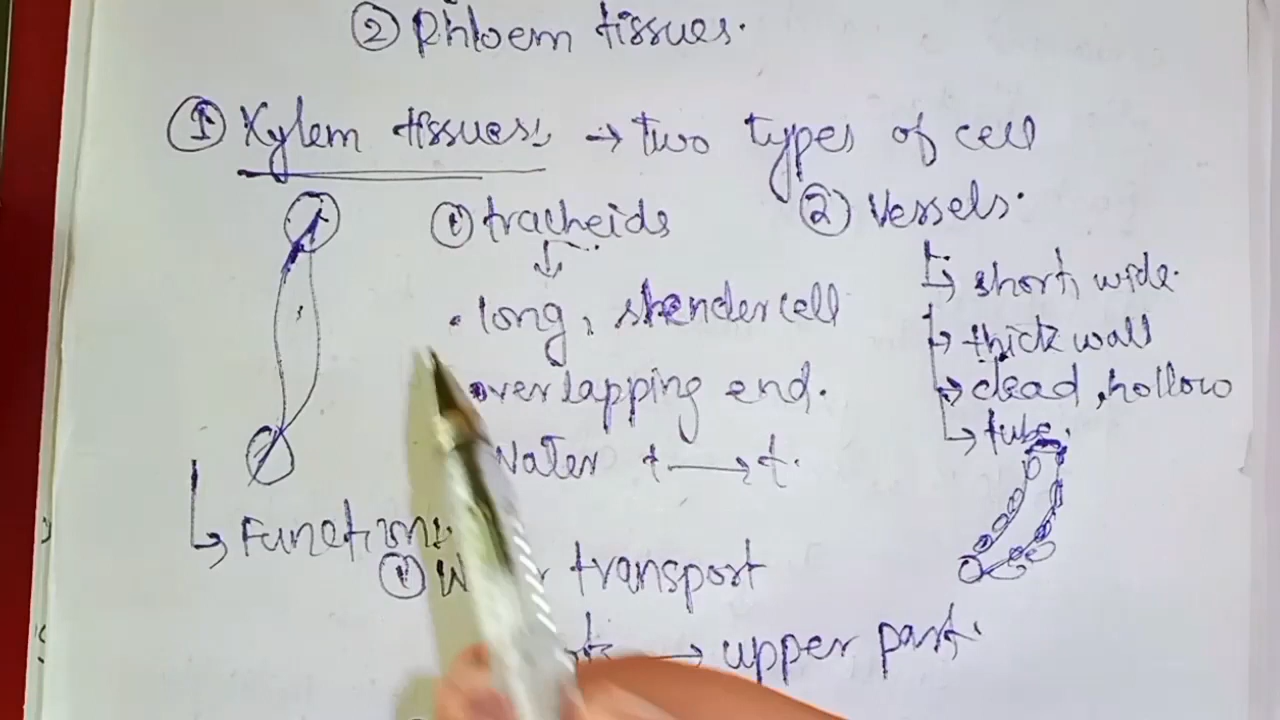 ② Phloem tissues.
① Xylem tissues → two types of cell
① tracheids
② Vessels.
• long, slender cell
overlapping end.
Water t → t.
→ short, wide.
→ thick wall
→ dead, hollow
→ tube.
→ Functions
① transport
→ upper part.